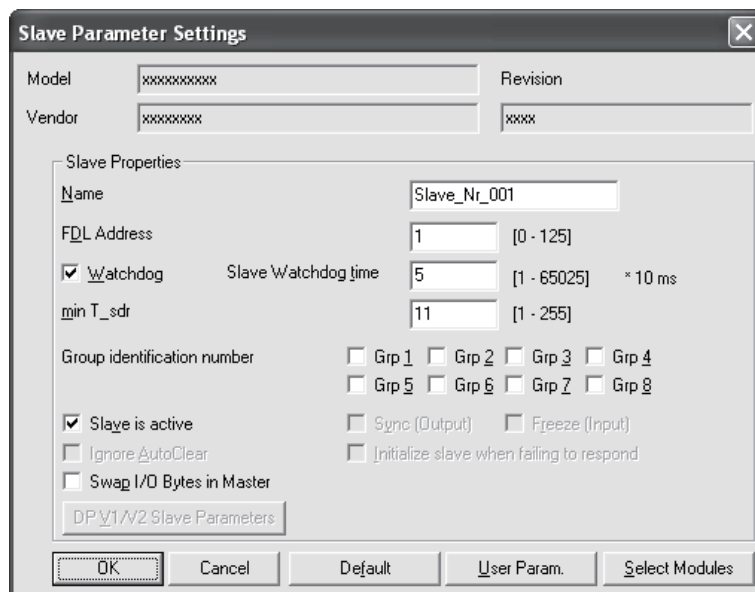 Slave Parameter Settings
Model xxxxxxxxxx Revision
Vendor xxxxxxxx xxxx
Slave Properties
Name Slave_Nr_001
FDL Address 1 [0 - 125]
Watchdog Slave Watchdog time 5 [1 - 65025] * 10 ms
min T_sdr 11 [1 - 255]
Group identification number Grp 1 Grp 2 Grp 3 Grp 4
Grp 5 Grp 6 Grp 7 Grp 8
Slave is active Sync (Output) Freeze (Input)
Ignore AutoClear Initialize slave when failing to respond
Swap I/O Bytes in Master
DP V1/V2 Slave Parameters
OK Cancel Default User Param. Select Modules